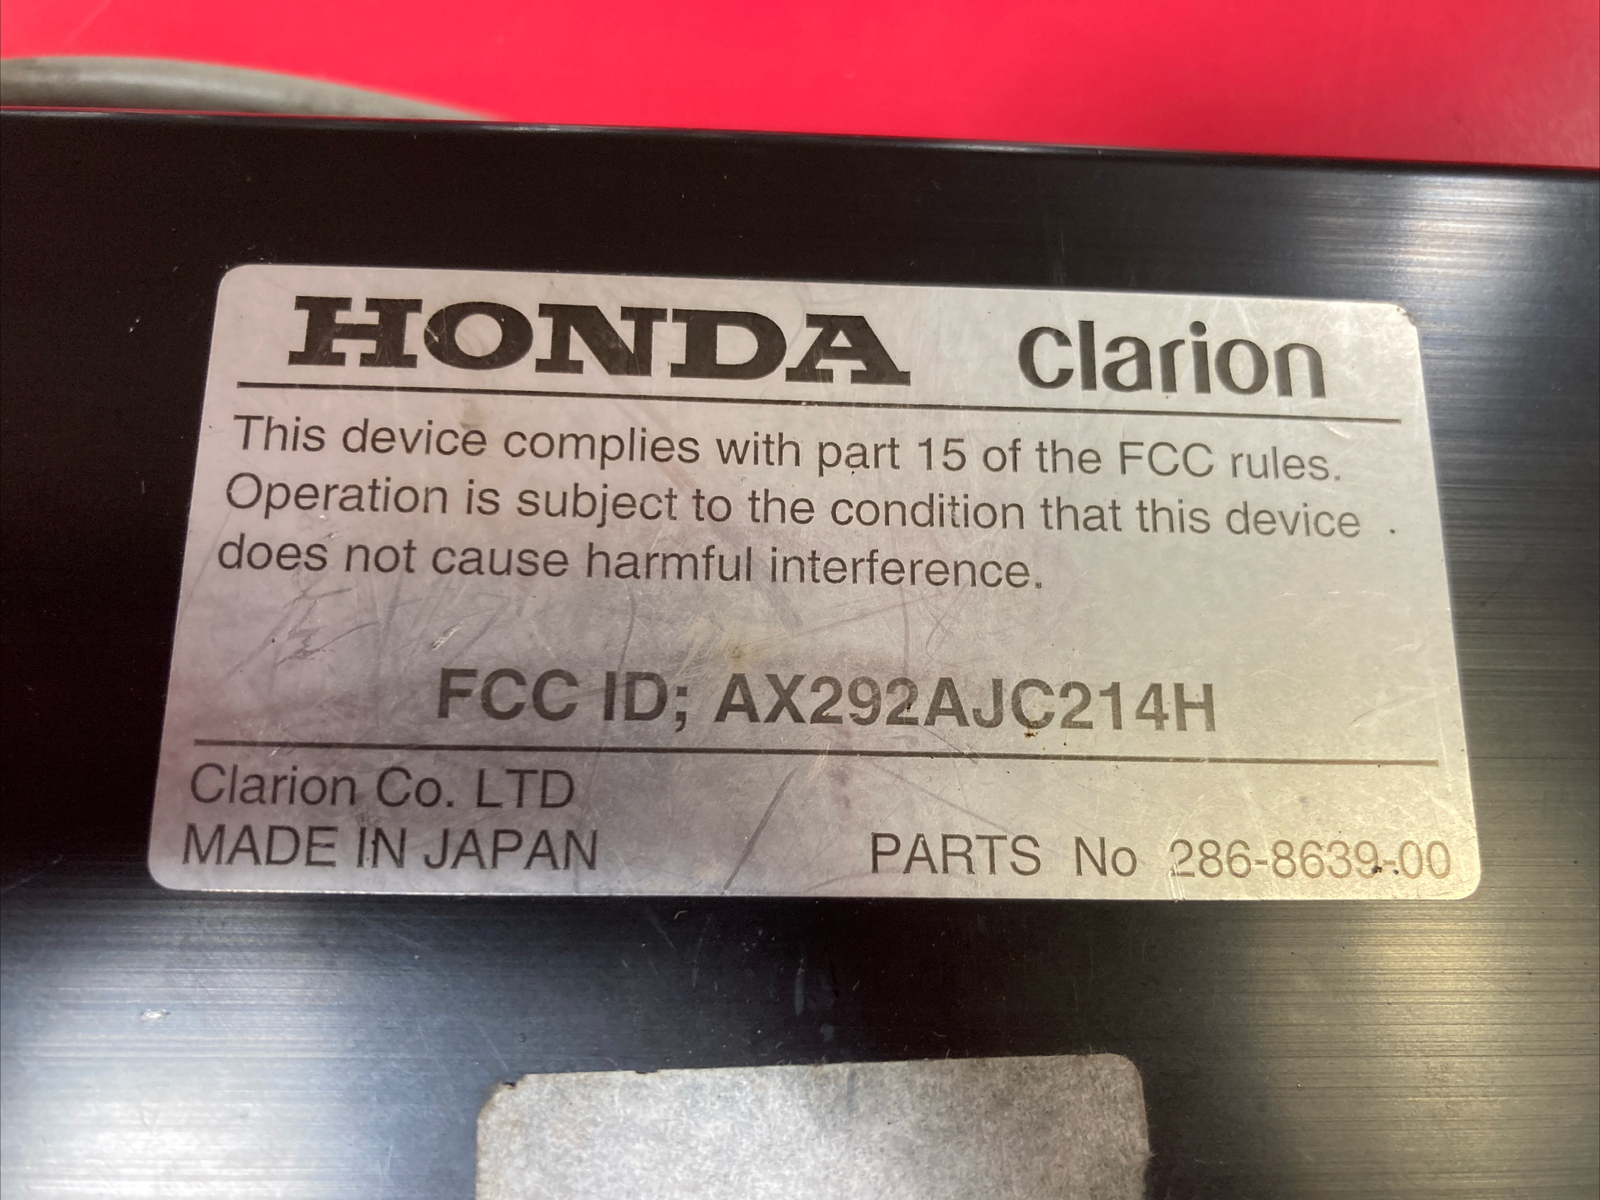 HONDA Clarion
This device complies with part 15 of the FCC rules.
Operation is subject to the condition that this device
does not cause harmful interference.
FCC ID; AX292AJC214H
Clarion Co. LTD
MADE IN JAPAN PARTS No 286-8639-00